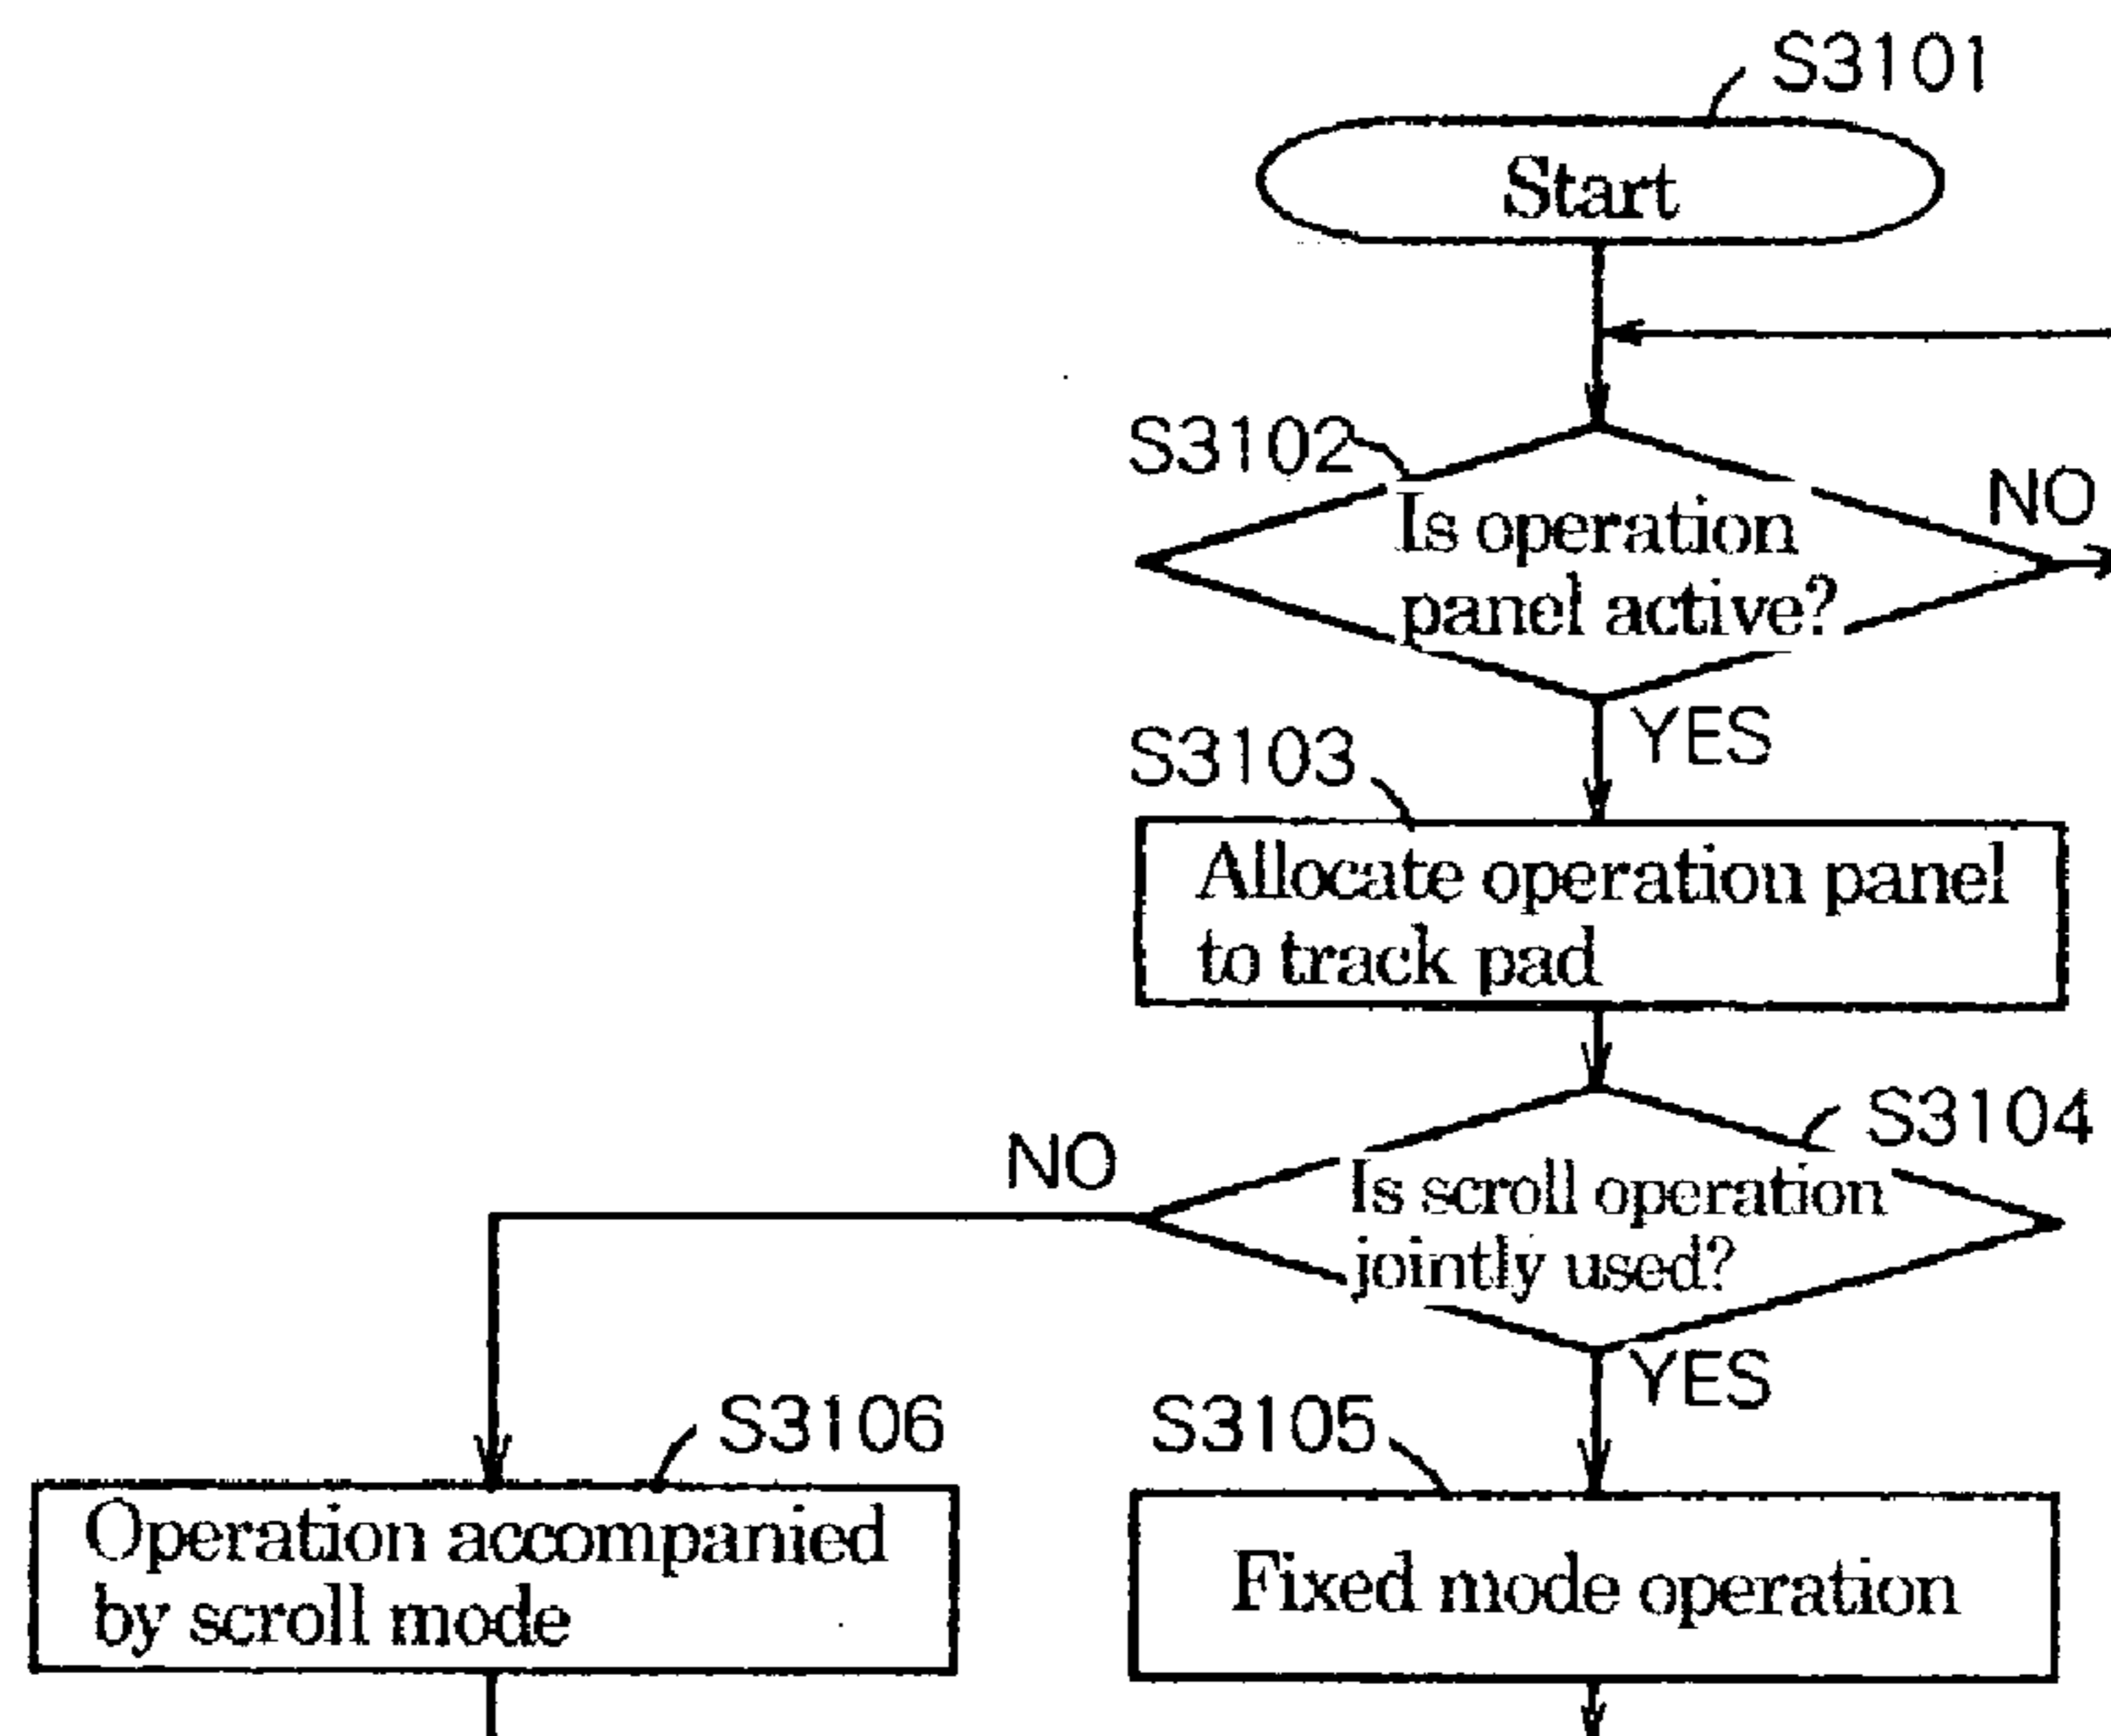 S3101
Start
S3102
NO
Is operation
panel active?
YES
S3103
Allocate operation panel
to track pad
S3104
NO
Is scroll operation
jointly used?
YES
S3106
S3105
Operation accompanied
by scroll mode
Fixed mode operation